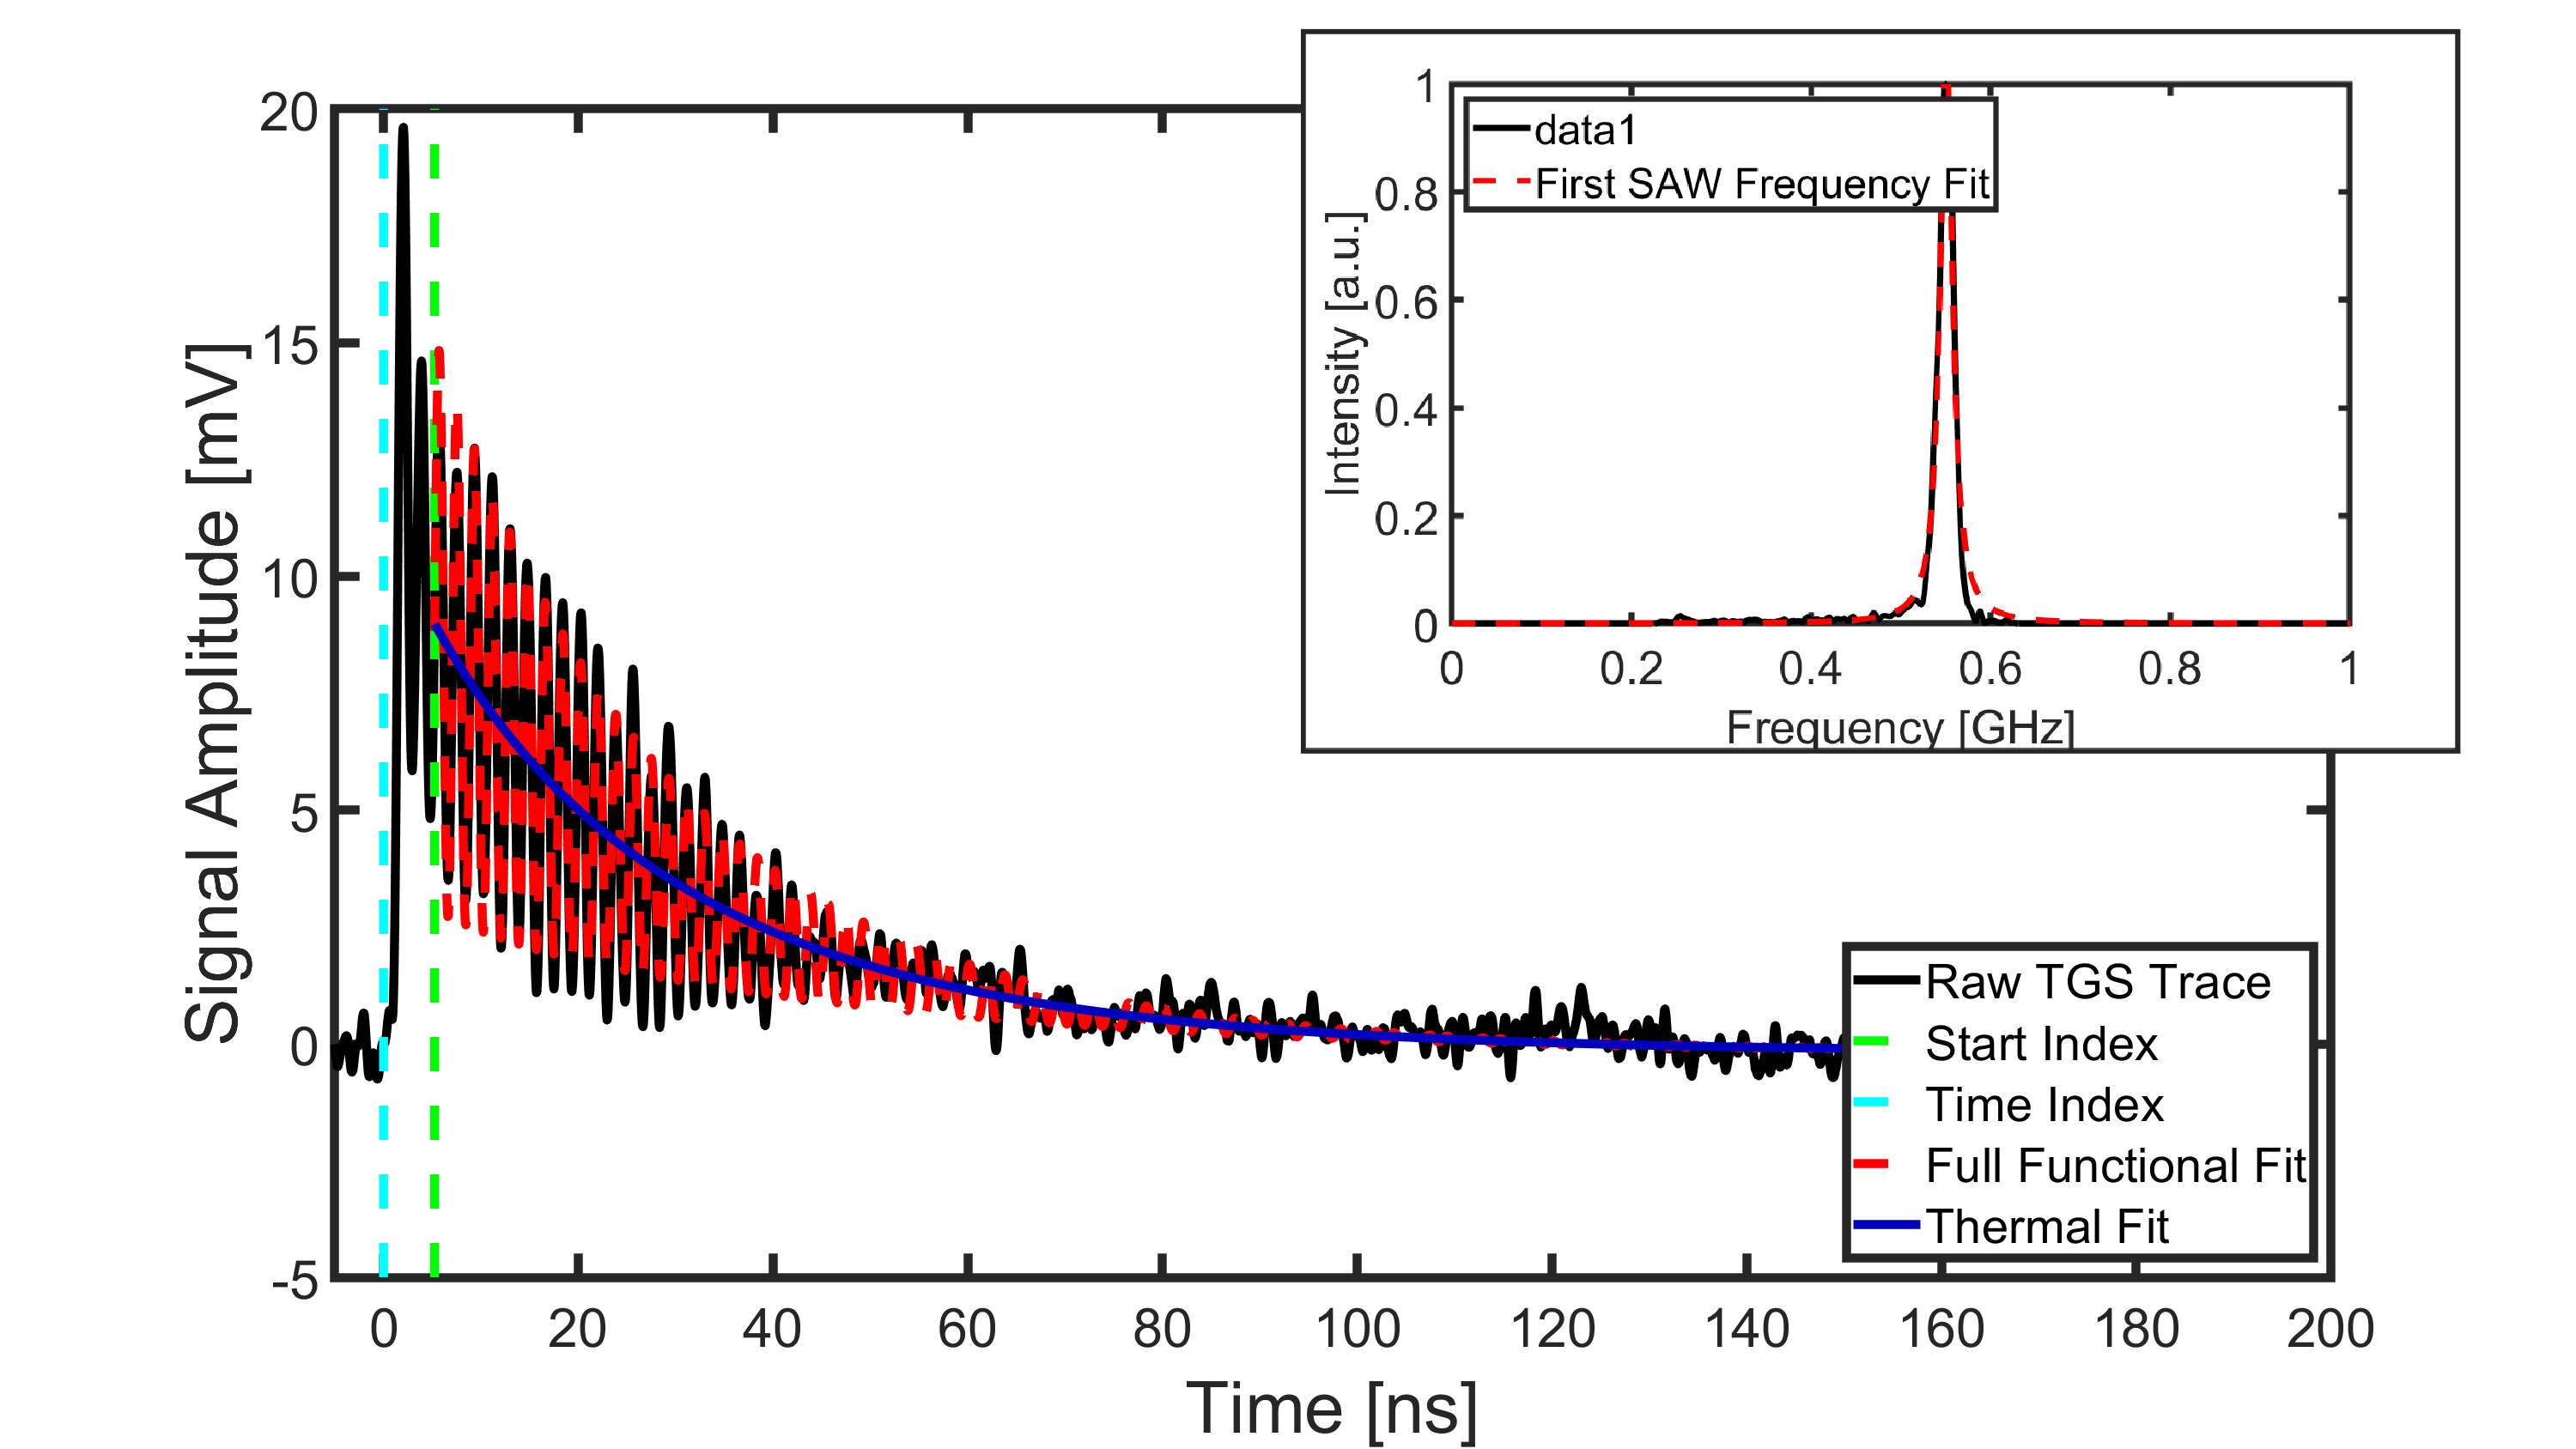 1
0.8
0.6
0.4
0.2
0
Intensity [a.u.]
data1
First SAW Frequency Fit
0 0.2 0.4 0.6 0.8 1
Frequency [GHz]
20
15
10
5
0
-5
Signal Amplitude [mV]
Raw TGS Trace
Start Index
Time Index
Full Functional Fit
Thermal Fit
0 20 40 60 80 100 120 140 160 180 200
Time [ns]